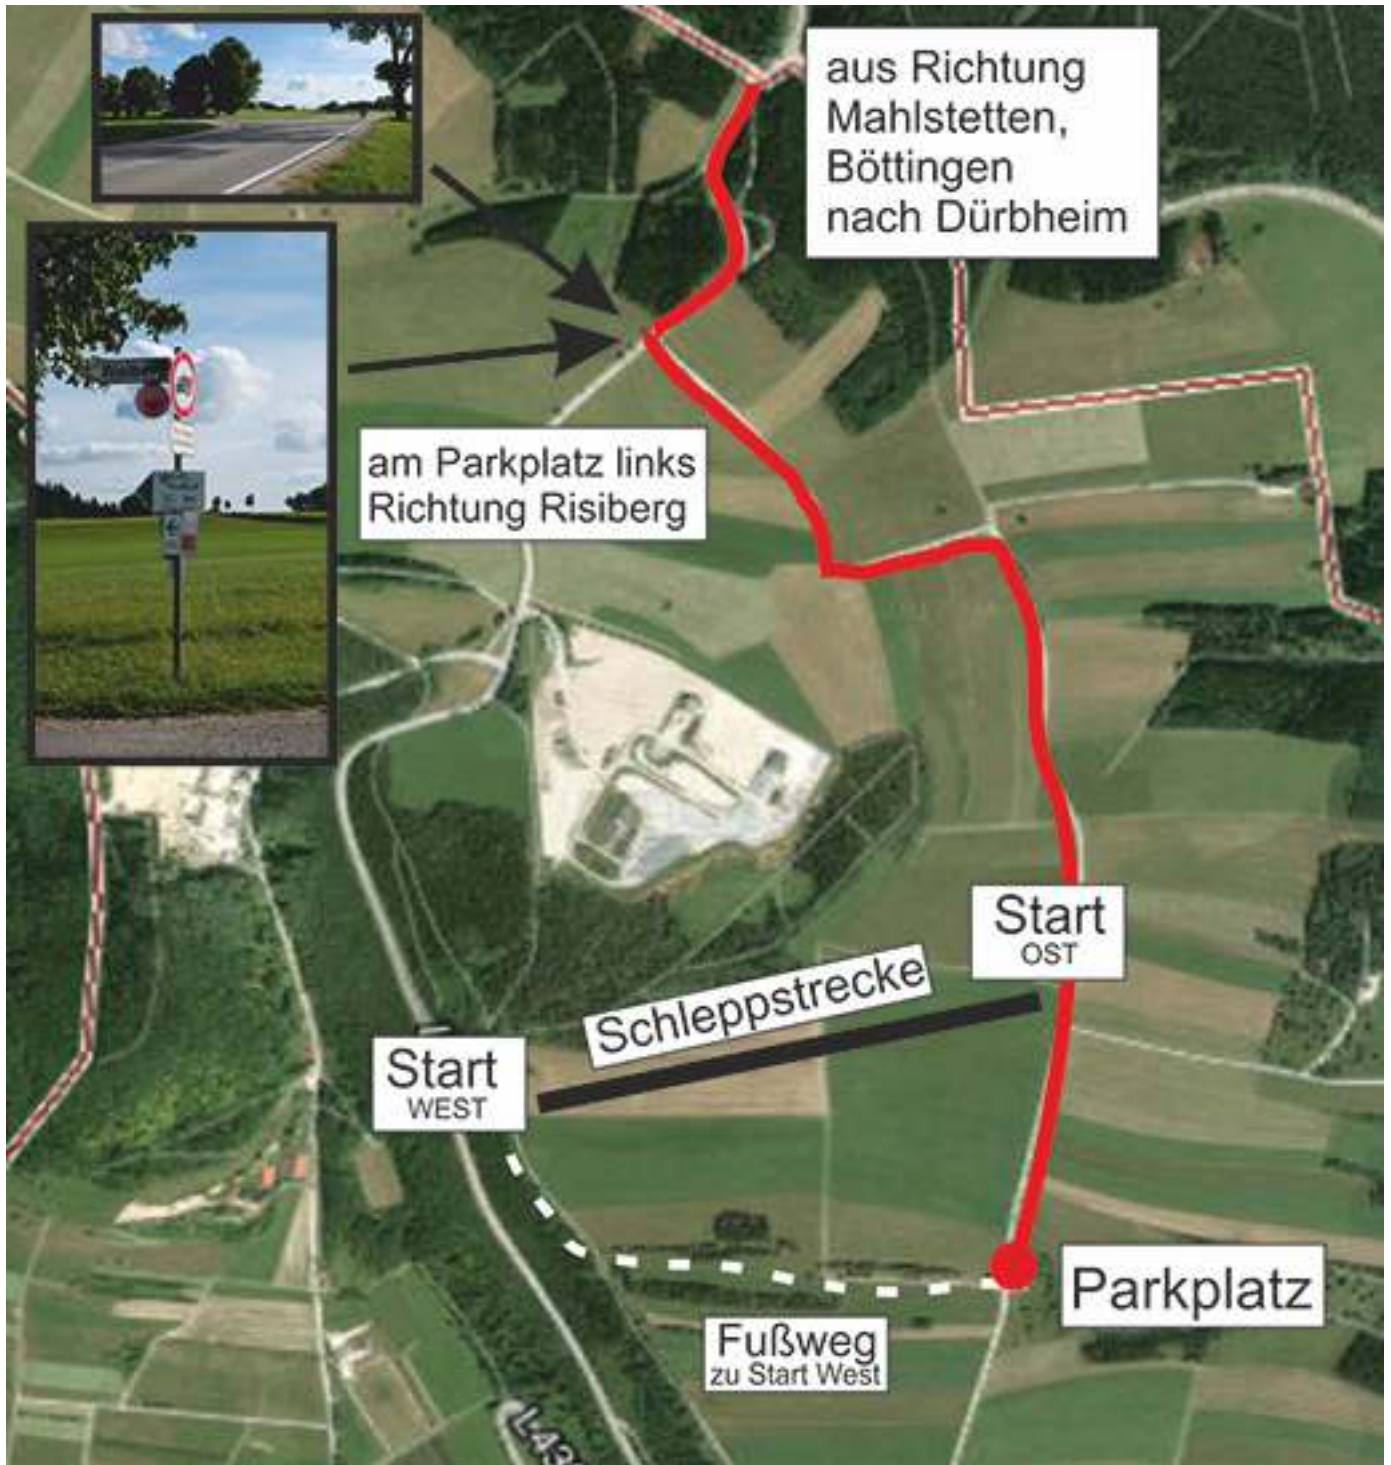 aus Richtung
Mahlstetten,
Böttingen
nach Dürbheim
am Parkplatz links
Richtung Risiberg
Start
OST
Schleppstrecke
Start
WEST
Parkplatz
Fußweg
zu Start West